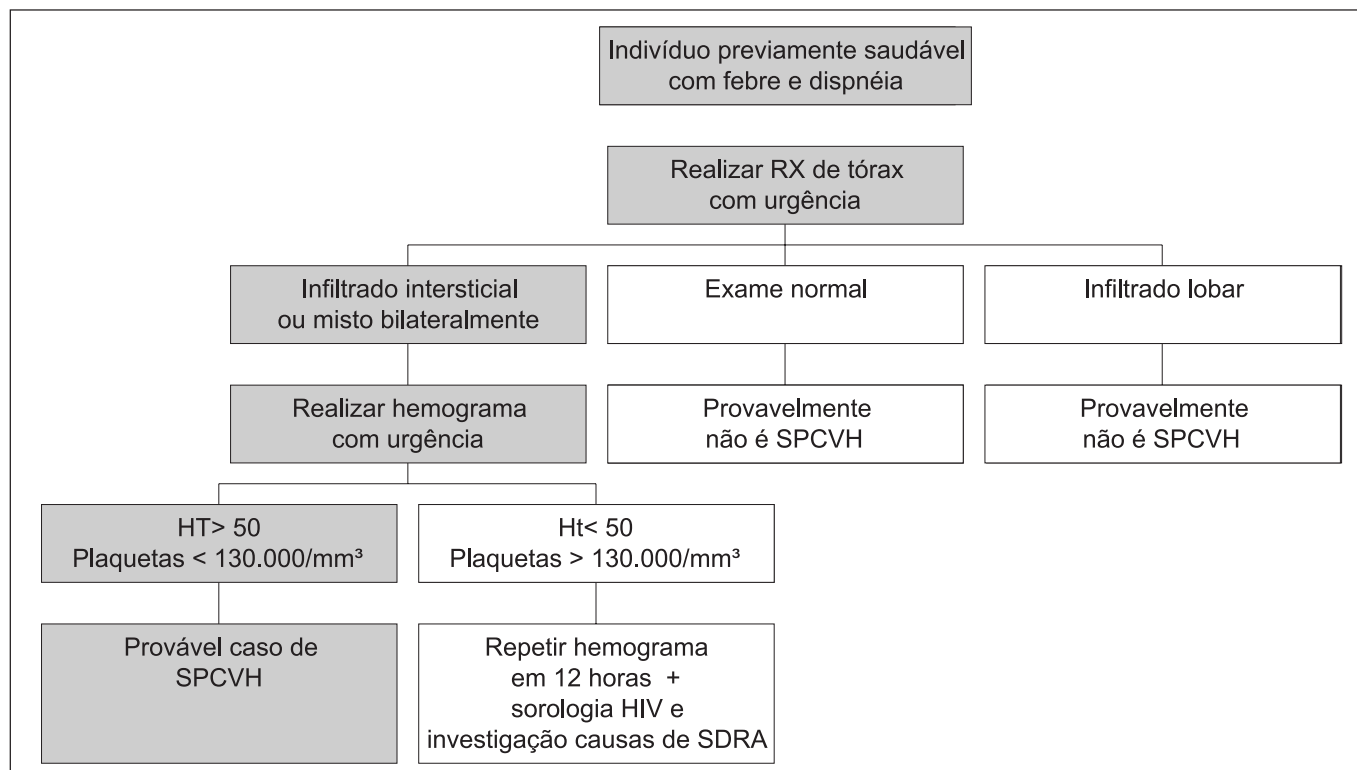 Indivíduo previamente saudável
com febre e dispnéia
Realizar RX de tórax
com urgência
Infiltrado intersticial
ou misto bilateralmente
Exame normal
Infiltrado lobar
Realizar hemograma
com urgência
Provavelmente
não é SPCVH
Provavelmente
não é SPCVH
HT> 50
Plaquetas < 130.000/mm³
Ht< 50
Plaquetas > 130.000/mm³
Provável caso de
SPCVH
Repetir hemograma
em 12 horas +
sorologia HIV e
investigação causas de SDRA